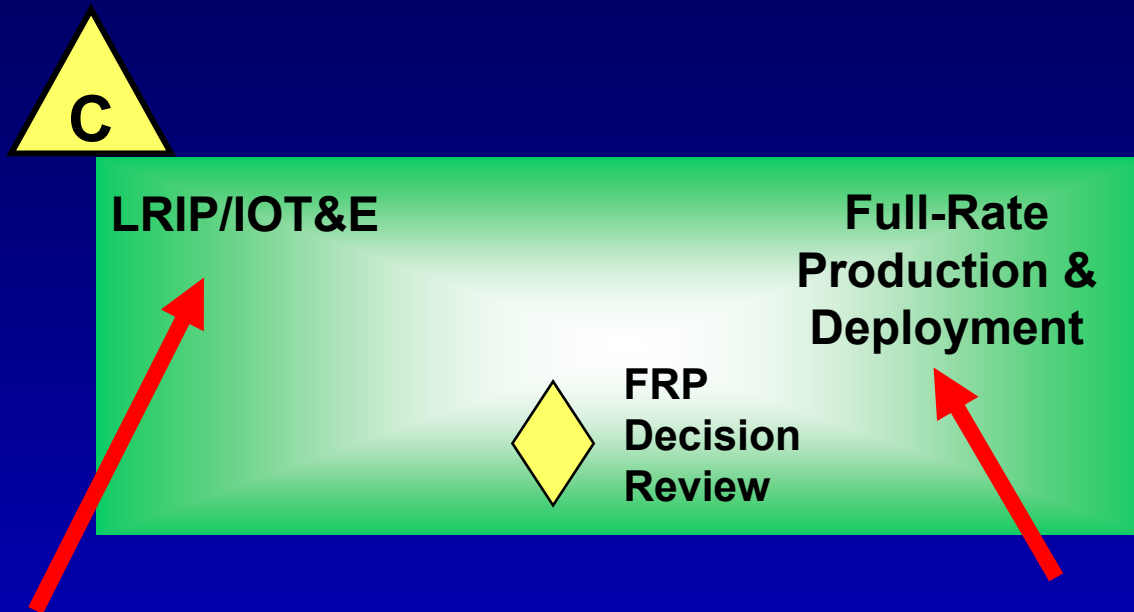 C
LRIP/IOT&E
Full-Rate
Production &
Deployment
FRP
Decision
Review